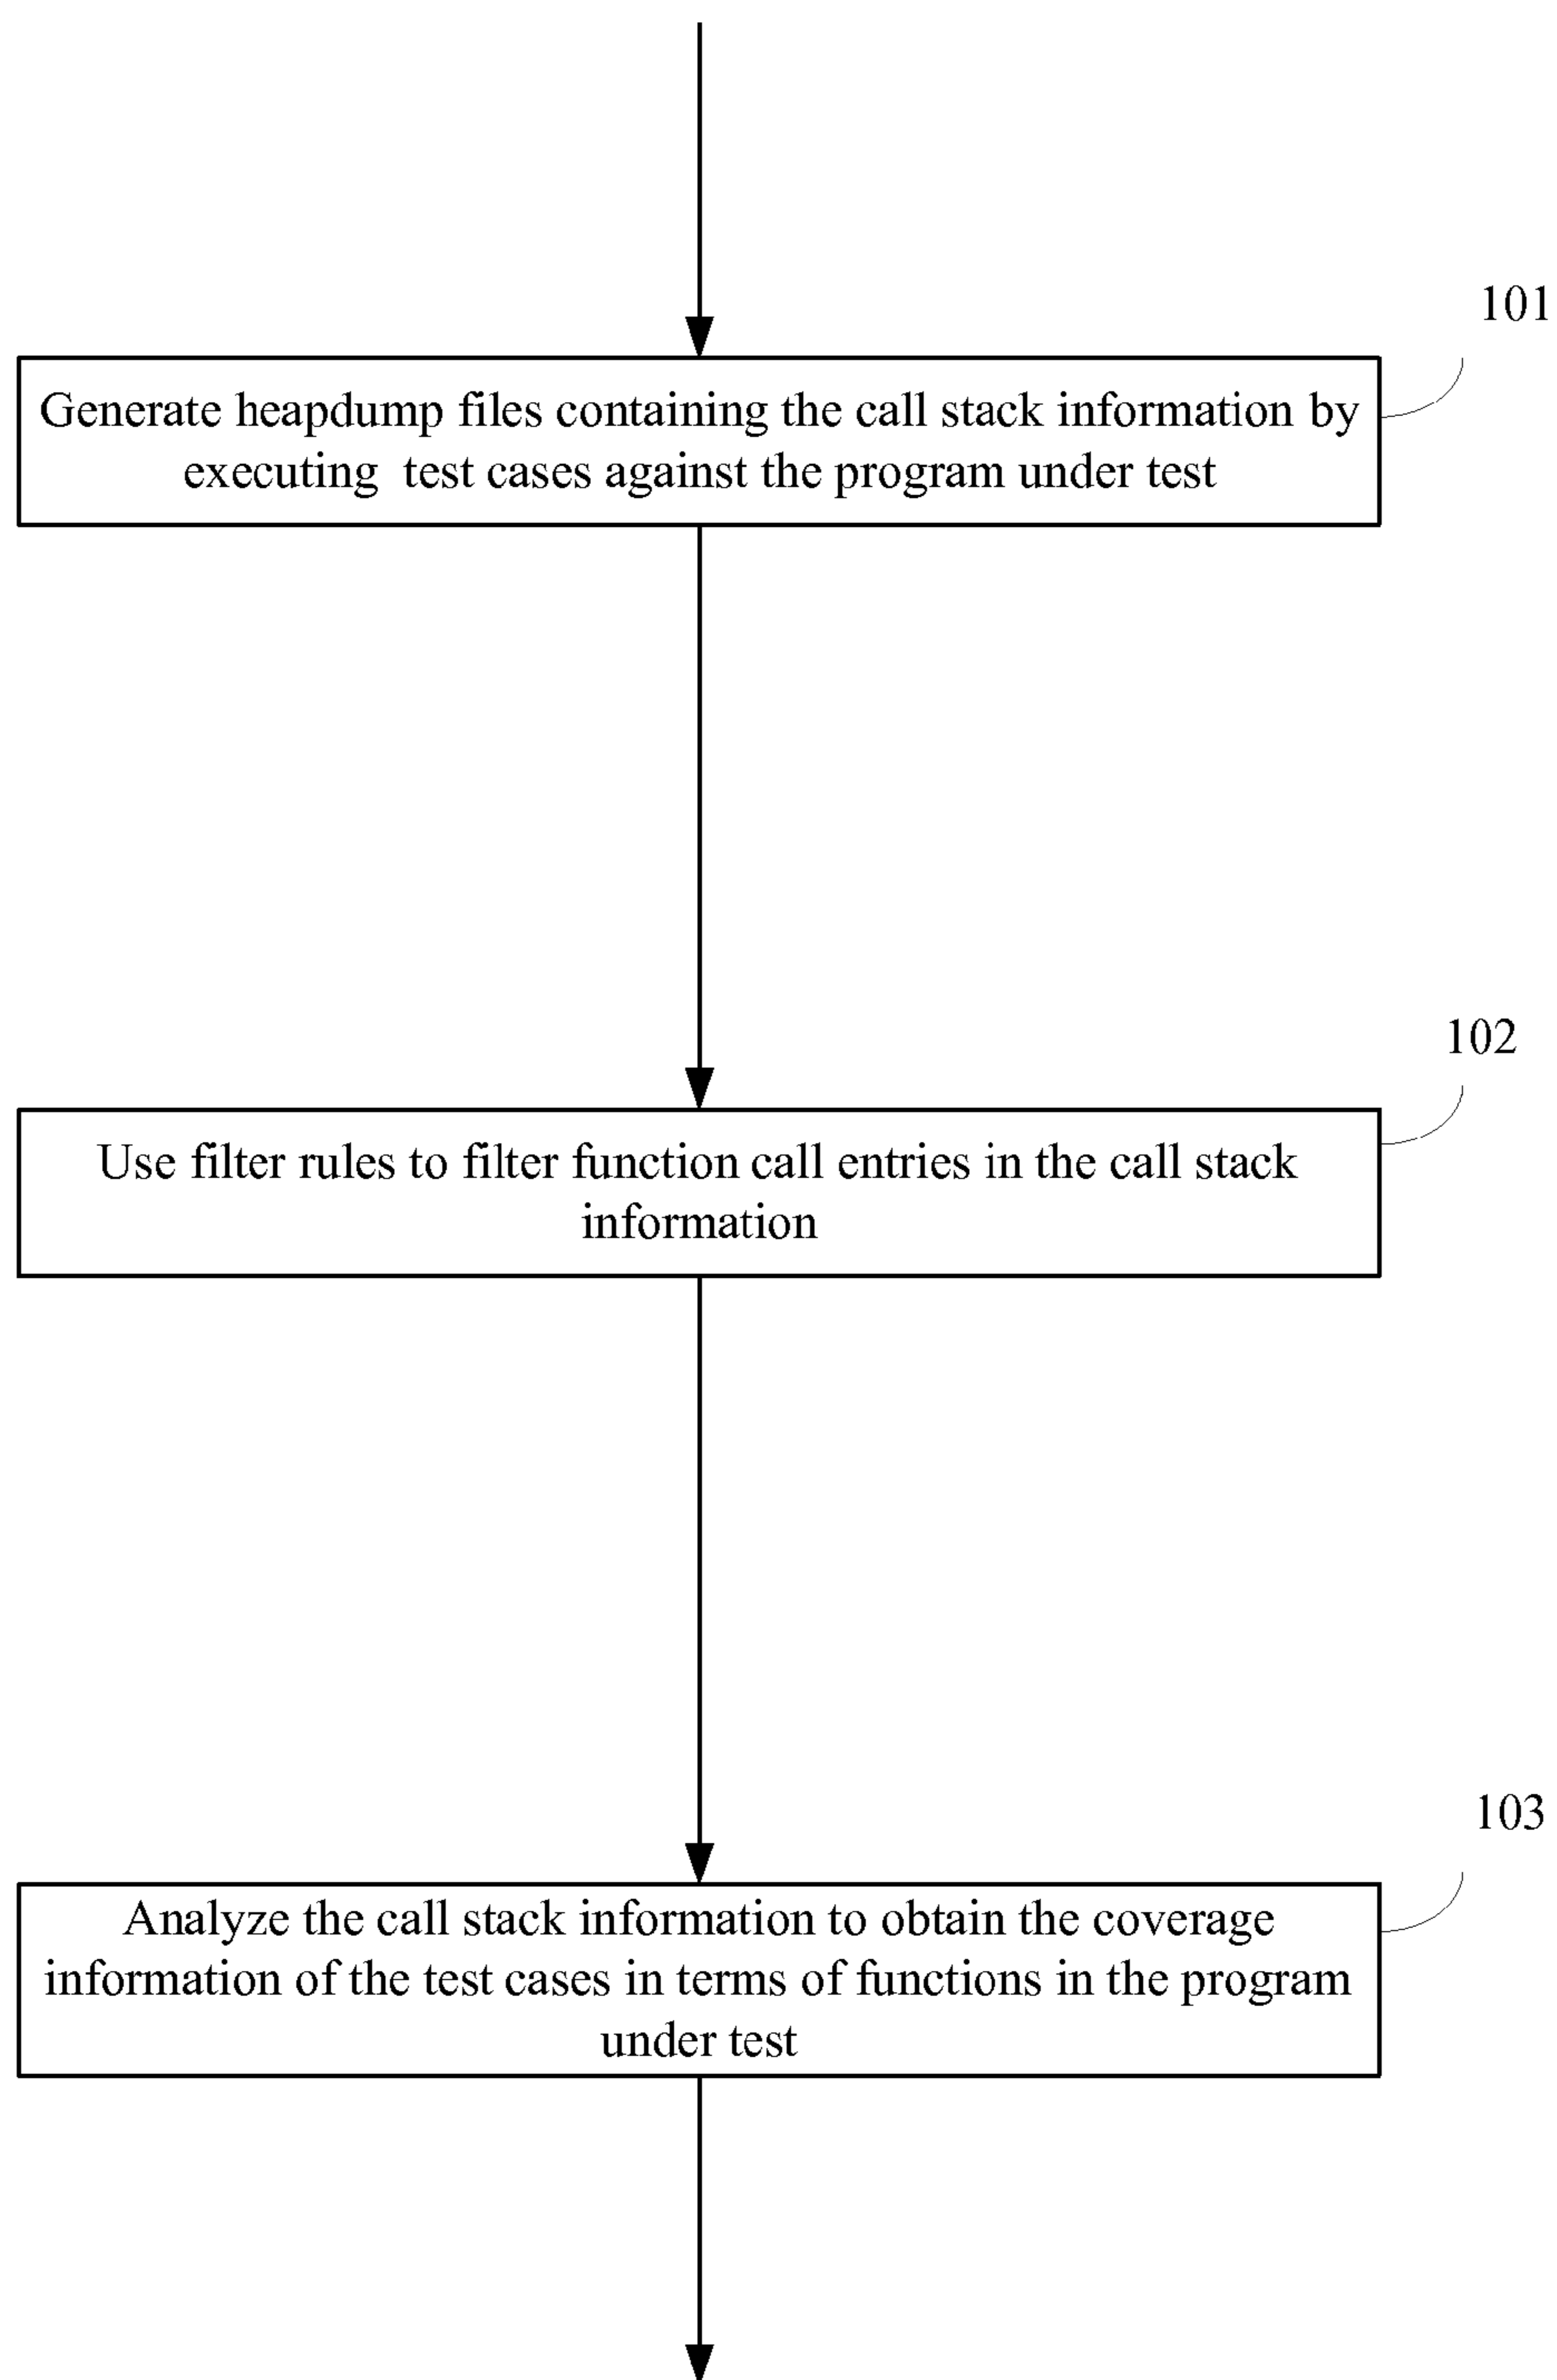 101
Generate heapdump files containing the call stack information by
executing test cases against the program under test
102
Use filter rules to filter function call entries in the call stack
information
103
Analyze the call stack information to obtain the coverage
information of the test cases in terms of functions in the program
under test